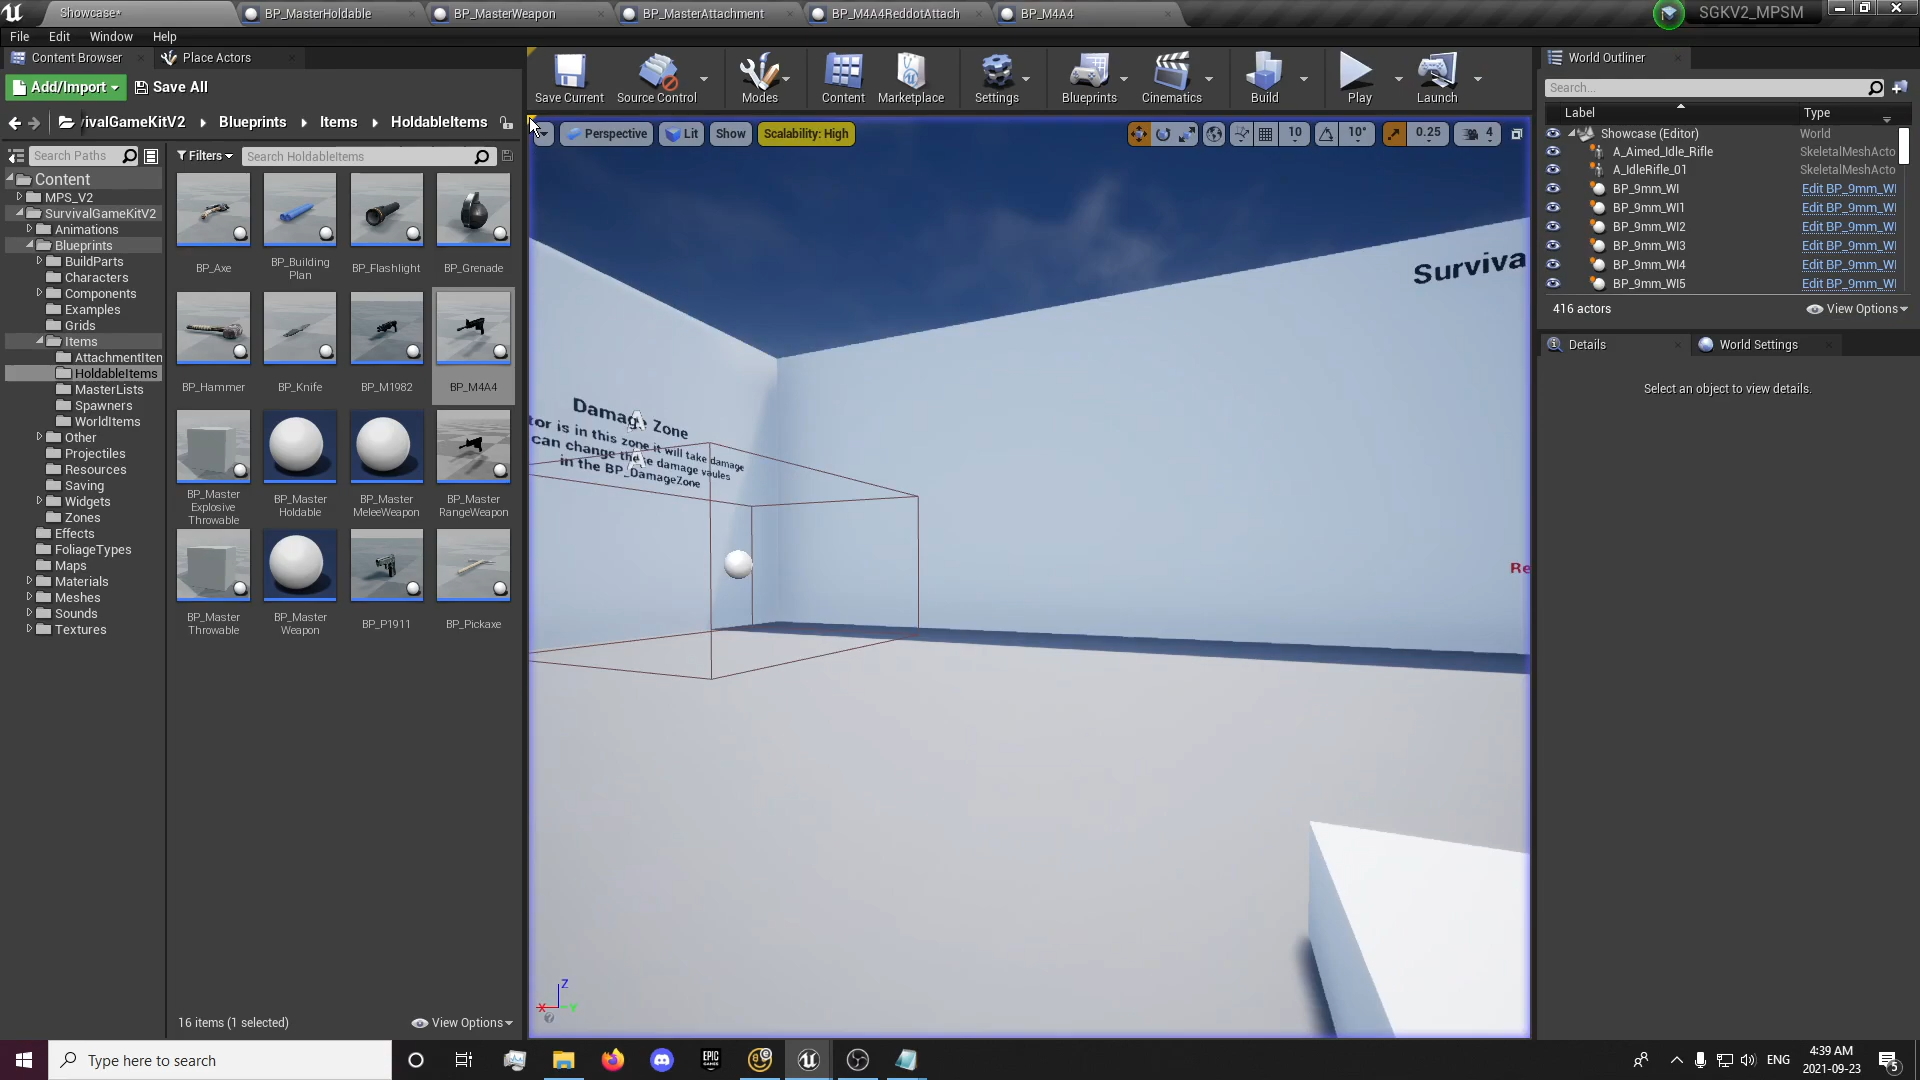 Showcase*
BP_MasterHoldable
BP_MasterWeapon
BP_MasterAttachment
BP_M4A4ReddotAttach
BP_M4A4
SGKV2_MPSM
File
Edit
Window
Help
Content Browser
Place Actors
Add/Import
Save All
ivalGameKitV2
Blueprints
Items
HoldableItems
Search Paths
Filters
Search HoldableItems
Content
MPS_V2
SurvivalGameKitV2
Animations
Blueprints
BuildParts
Characters
Components
Examples
Grids
Items
AttachmentIten
HoldableItems
MasterLists
Spawners
WorldItems
Other
Projectiles
Resources
Saving
Widgets
Zones
Effects
FoliageTypes
Maps
Materials
Meshes
Sounds
Textures
BP_Axe
BP_Building
Plan
BP_Flashlight
BP_Grenade
BP_Hammer
BP_Knife
BP_M1982
BP_M4A4
BP_Master
Explosive
Throwable
BP_Master
Holdable
BP_Master
MeleeWeapon
BP_Master
RangeWeapon
BP_Master
Throwable
BP_Master
Weapon
BP_P1911
BP_Pickaxe
16 items (1 selected)
View Options
Save Current
Source Control
Modes
Content
Marketplace
Settings
Blueprints
Cinematics
Build
Play
Launch
Perspective
Lit
Show
Scalability: High
10
10°
0.25
4
Surviva
Damage Zone
tor is in this zone it will take damage
can change these damage vaules
in the BP_DamageZone
Re
Z
X
Y
World Outliner
Search...
Label
Type
Showcase (Editor)
World
A_Aimed_Idle_Rifle
SkeletalMeshActo
A_IdleRifle_01
SkeletalMeshActo
BP_9mm_WI
Edit BP_9mm_WI
BP_9mm_WI1
Edit BP_9mm_WI
BP_9mm_WI2
Edit BP_9mm_WI
BP_9mm_WI3
Edit BP_9mm_WI
BP_9mm_WI4
Edit BP_9mm_WI
BP_9mm_WI5
Edit BP_9mm_WI
416 actors
View Options
Details
World Settings
Select an object to view details.
Type here to search
EPIC
GAMES
ENG
4:39 AM
2021-09-23
5